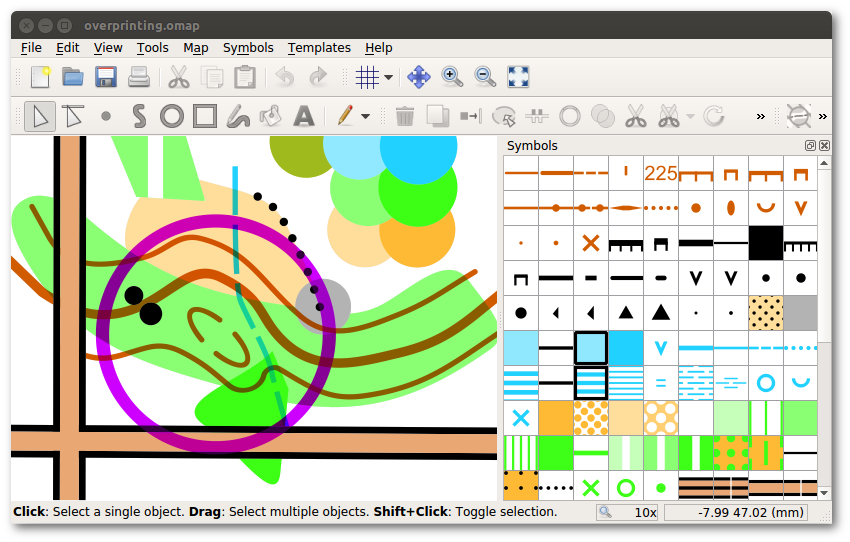 overprinting.omap
File Edit View Tools Map Symbols Templates Help
Symbols
225
Click: Select a single object. Drag: Select multiple objects. Shift+Click: Toggle selection.
10x
-7.99 47.02 (mm)